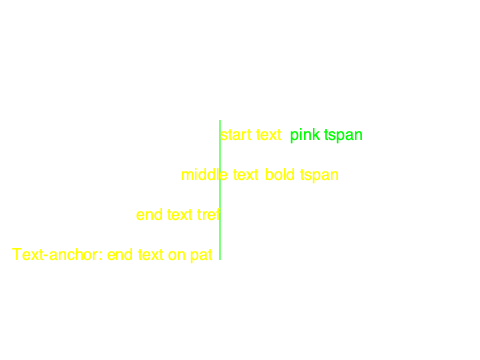 start text pink tspan
middle text bold tspan
end text tref
Text-anchor: end text on pat